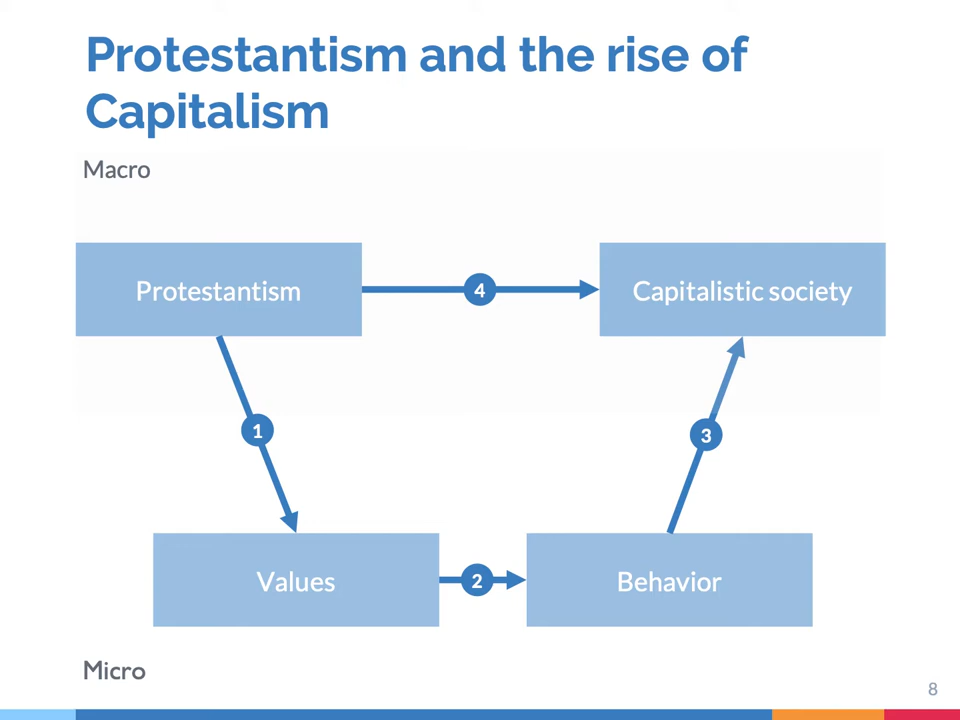 Protestantism and the rise of
Capitalism
Macro
Protestantism
4
Capitalistic society
1
3
Values
2
Behavior
Micro
8